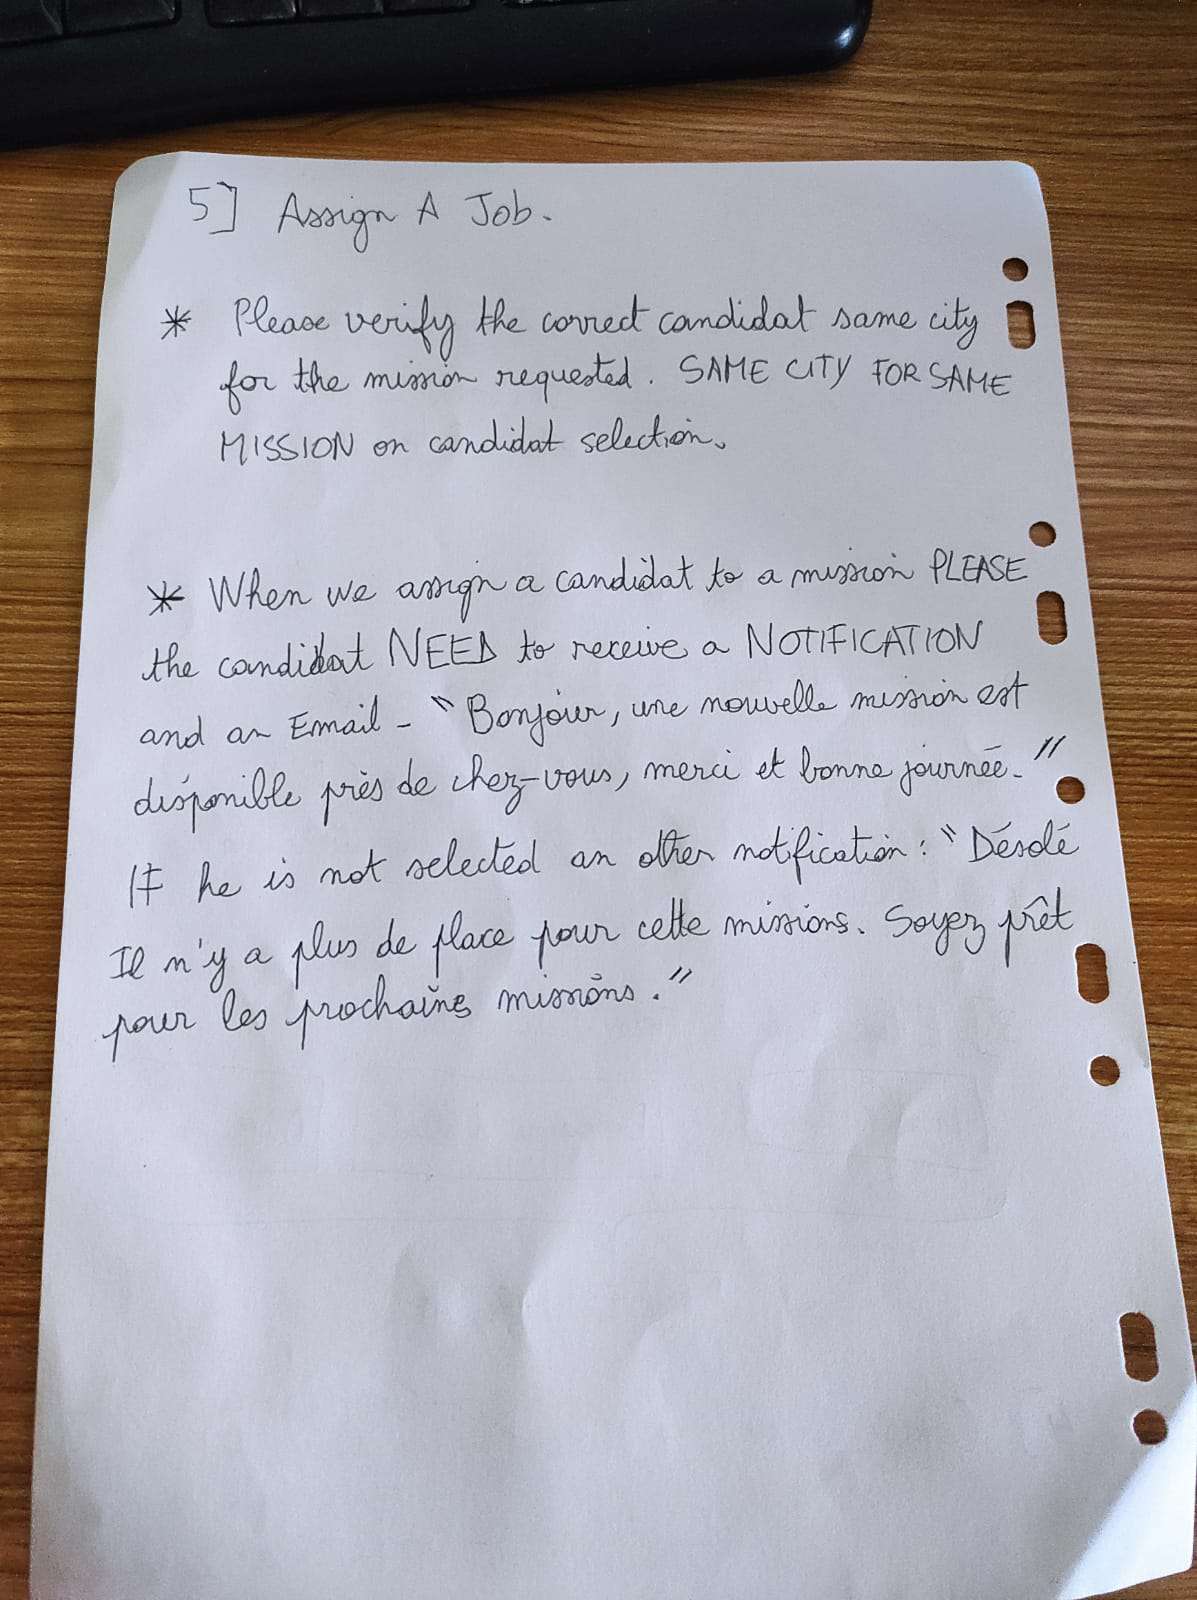 5] Assign A Job.
* Please verify the correct candidat same city
for the mission requested. SAME CITY FOR SAME
MISSION on candidat selection.
* When we assign a candidat to a mission PLEASE
the candidat NEED to receive a NOTIFICATION
and an Email - "Bonjour, une nouvelle mission est
disponible près de chez-vous, merci et bonne journée."
If he is not selected an other notification : "Désolé
Il n'y a plus de place pour cette missions. Soyez prêt
pour les prochaines missions."